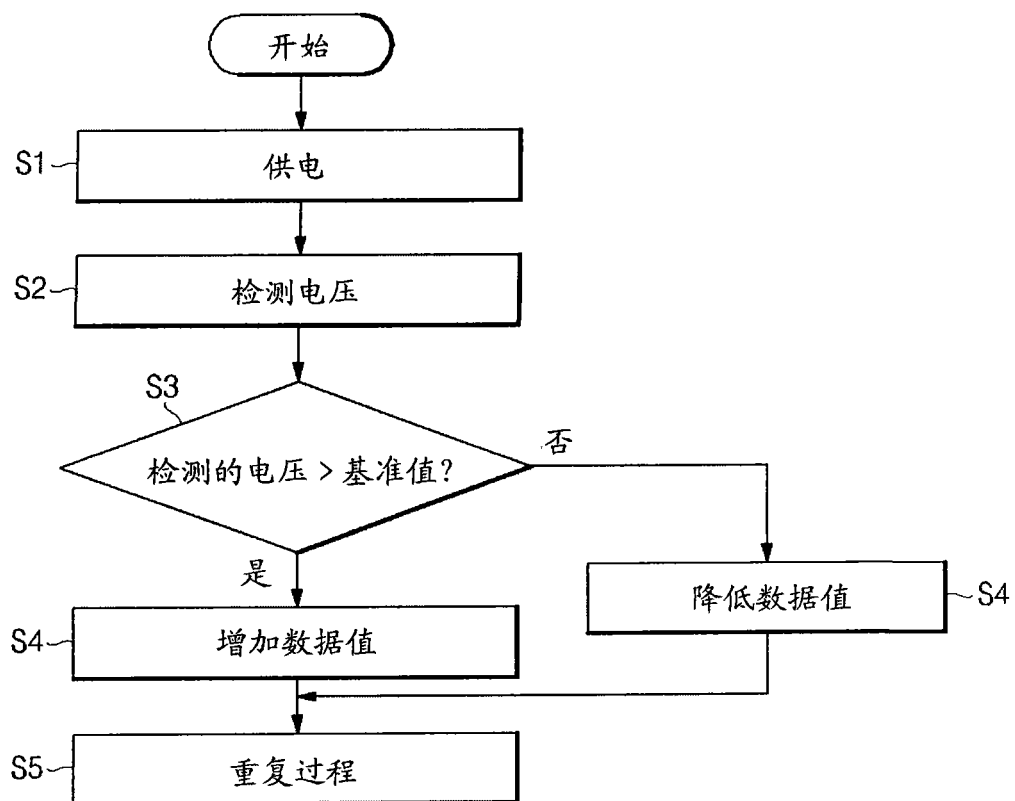 开始
S1
供电
S2
检测电压
S3
检测的电压 > 基准值?
否
是
降低数据值
S4
S4
增加数据值
S5
重复过程